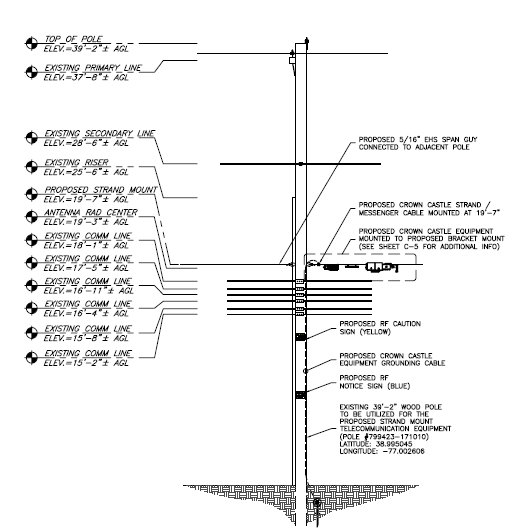 TOP OF POLE
ELEV.=39'-2"± AGL
EXISTING PRIMARY LINE
ELEV.=37'-8"± AGL
EXISTING SECONDARY LINE
ELEV.=28'-6"± AGL
EXISTING RISER
ELEV.=25'-6"± AGL
PROPOSED STRAND MOUNT
ELEV.=19'-7"± AGL
ANTENNA RAD CENTER
ELEV.=19'-3"± AGL
EXISTING COMM LINE
ELEV.=18'-1"± AGL
EXISTING COMM LINE
ELEV.=17'-5"± AGL
EXISTING COMM LINE
ELEV.=16'-11"± AGL
EXISTING COMM LINE
ELEV.=16'-4"± AGL
EXISTING COMM LINE
ELEV.=15'-8"± AGL
EXISTING COMM LINE
ELEV.=15'-2"± AGL
PROPOSED 5/16" EHS SPAN GUY
CONNECTED TO ADJACENT POLE
PROPOSED CROWN CASTLE STRAND /
MESSENGER CABLE MOUNTED AT 19'-7"
PROPOSED CROWN CASTLE EQUIPMENT
MOUNTED TO PROPOSED BRACKET MOUNT
(SEE SHEET C-5 FOR ADDITIONAL INFO)
PROPOSED RF CAUTION
SIGN (YELLOW)
PROPOSED CROWN CASTLE
EQUIPMENT GROUNDING CABLE
PROPOSED RF
NOTICE SIGN (BLUE)
EXISTING 39'-2" WOOD POLE
TO BE UTILIZED FOR THE
PROPOSED STRAND MOUNT
TELECOMMUNICATION EQUIPMENT
(POLE #799423-171010)
LATITUDE: 38.995045
LONGITUDE: -77.002606